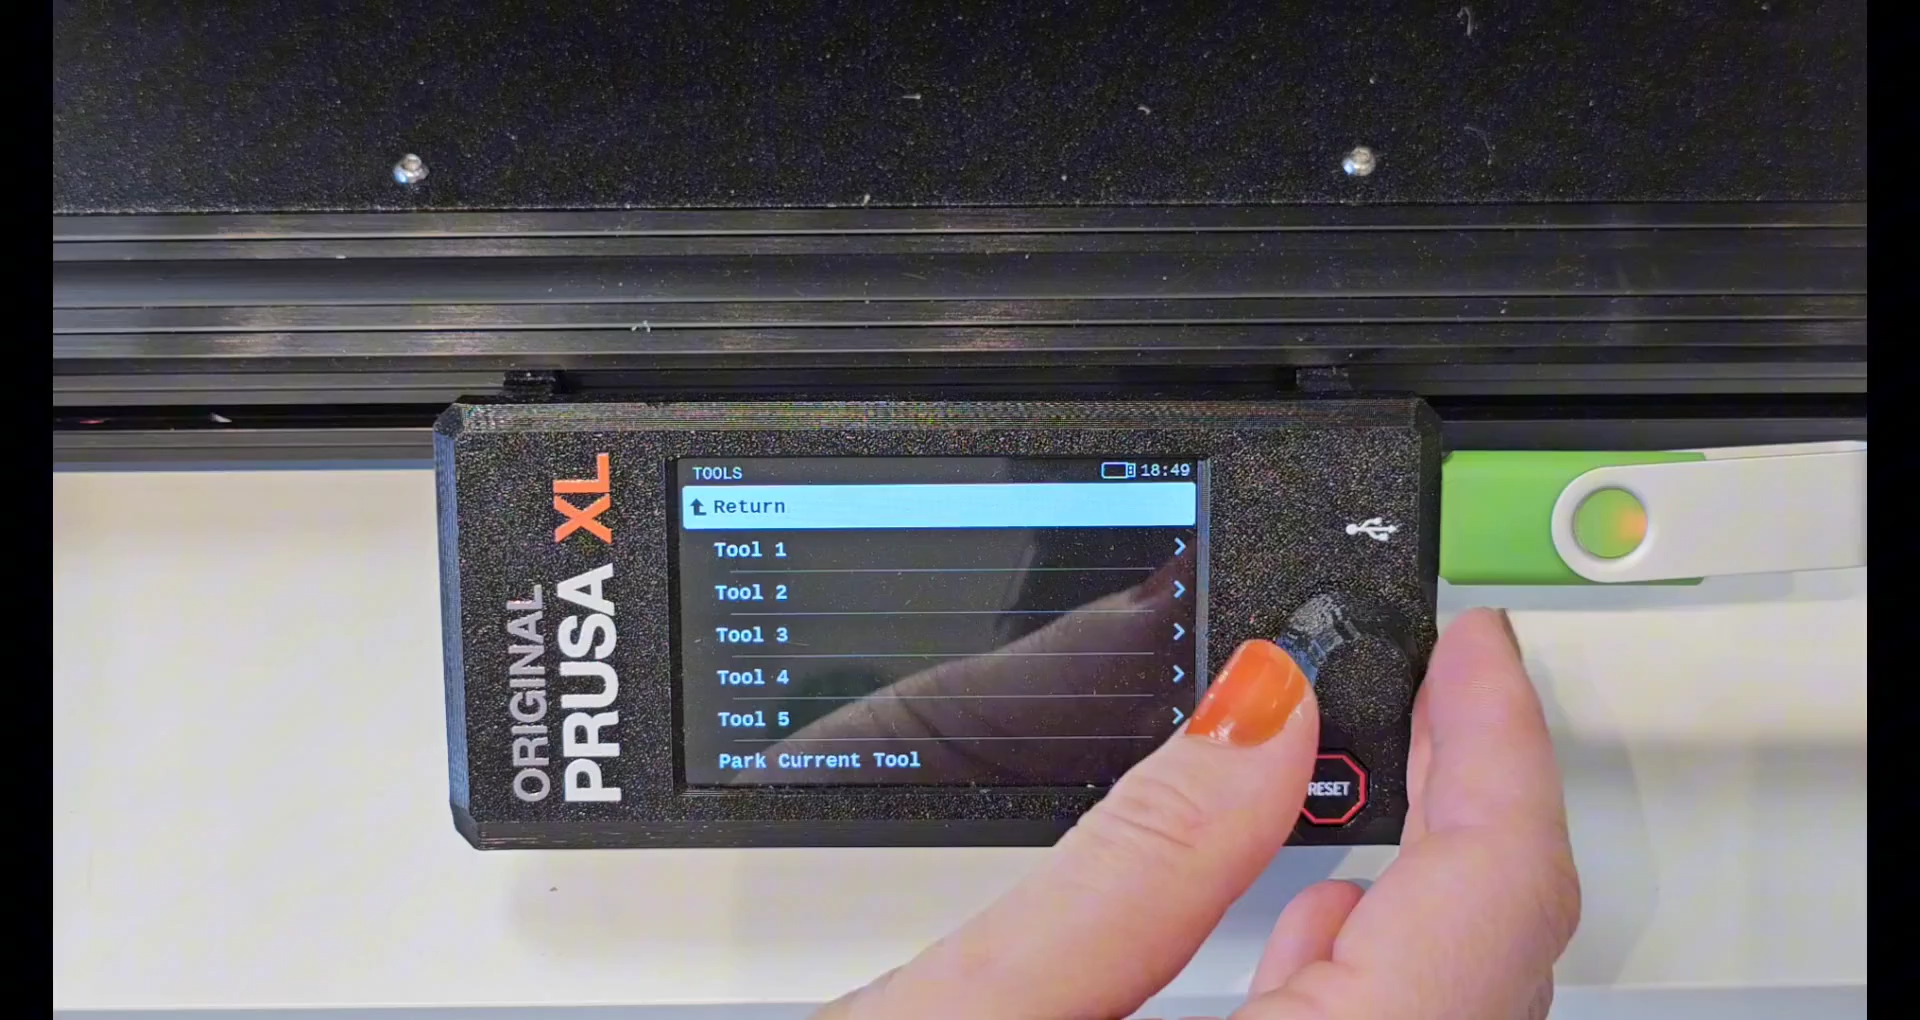 ORIGINAL
PRUSA XL
TOOLS 18:49
Return
Tool 1
Tool 2
Tool 3
Tool 4
Tool 5
Park Current Tool
RESET